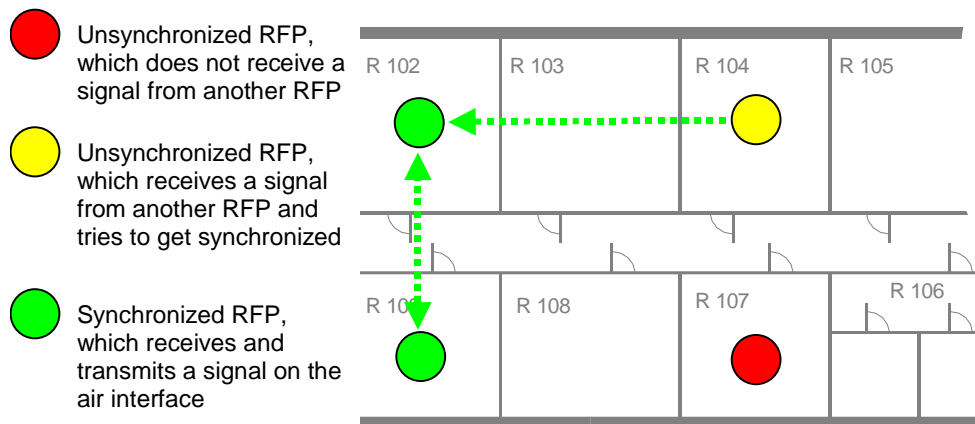 Unsynchronized RFP,
which does not receive a
signal from another RFP
Unsynchronized RFP,
which receives a signal
from another RFP and
tries to get synchronized
Synchronized RFP,
which receives and
transmits a signal on the
air interface
R 102
R 103
R 104
R 105
R 108
R 107
R 106